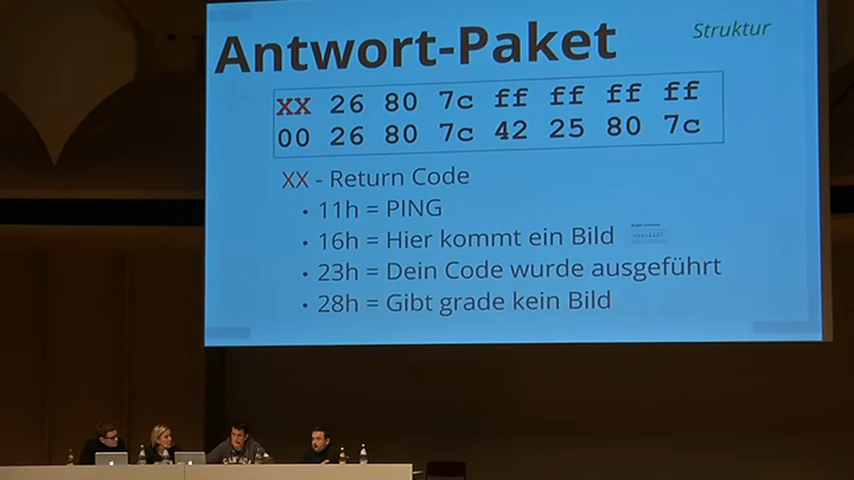 Antwort-Paket
Struktur
XX 26 80 7c ff ff ff ff
00 26 80 7c 42 25 80 7c
XX - Return Code
• 11h = PING
• 16h = Hier kommt ein Bild
• 23h = Dein Code wurde ausgeführt
• 28h = Gibt grade kein Bild